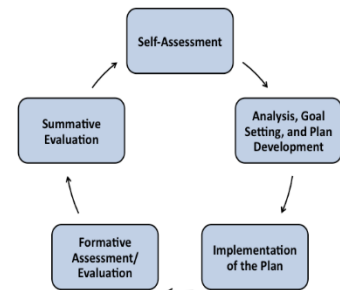 Self-Assessment
Analysis, Goal
Setting, and Plan
Development
Implementation
of the Plan
Formative
Assessment/
Evaluation
Summative
Evaluation